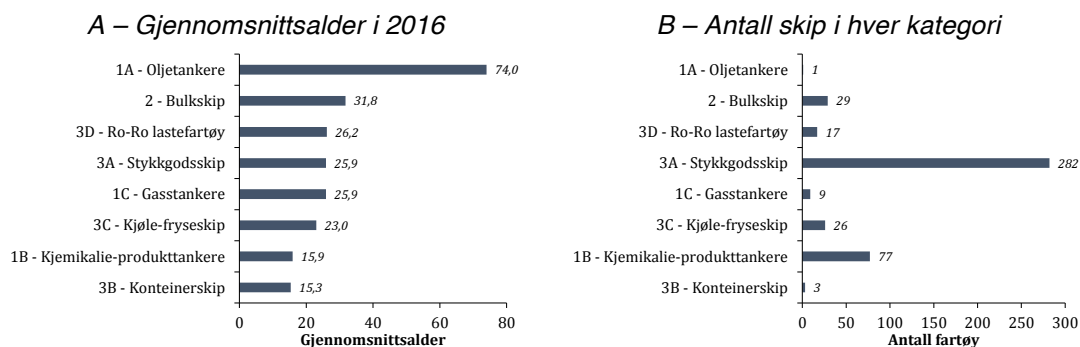 A – Gjennomsnittsalder i 2016
1A - Oljetankere 74,0
2 - Bulkskip 31,8
3D - Ro-Ro lastefartøy 26,2
3A - Stykkgodsskip 25,9
1C - Gasstankere 25,9
3C - Kjøle-fryseskip 23,0
1B - Kjemikalie-produkttankere 15,9
3B - Konteinerskip 15,3
0 20 40 60 80
Gjennomsnittalder
B – Antall skip i hver kategori
1A - Oljetankere 1
2 - Bulkskip 29
3D - Ro-Ro lastefartøy 17
3A - Stykkgodsskip 282
1C - Gasstankere 9
3C - Kjøle-fryseskip 26
1B - Kjemikalie-produkttankere 77
3B - Konteinerskip 3
0 50 100 150 200 250 300
Antall fartøy